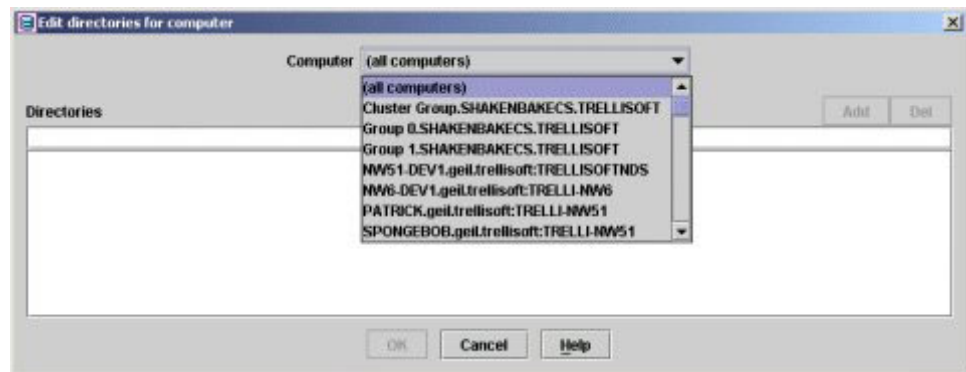 Edit directories for computer
Computer (all computers)
(all computers)
Cluster Group.SHAKENBAKECS.TRELLISOFT
Directories
Add Del
Group 0.SHAKENBAKECS.TRELLISOFT
Group 1.SHAKENBAKECS.TRELLISOFT
NW51-DEV1.geil.trellisoft:TRELLISOFTNDS
NW6-DEV1.geil.trellisoft:TRELLI-NW6
PATRICK.geil.trellisoft:TRELLI-NW51
SPONGEBOB.geil.trellisoft:TRELLI-NW51
OK Cancel Help